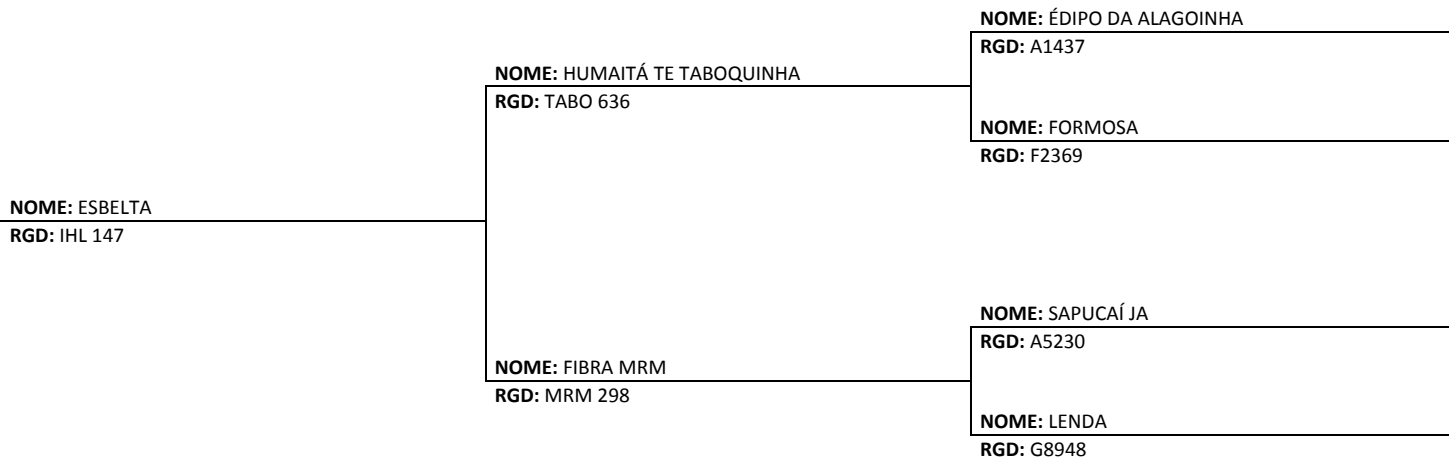 NOME: ÉDIPO DA ALAGOINHA
RGD: A1437
NOME: HUMAITÁ TE TABOQUINHA
RGD: TABO 636
NOME: FORMOSA
RGD: F2369
NOME: ESBELTA
RGD: IHL 147
NOME: SAPUCAÍ JA
RGD: A5230
NOME: FIBRA MRM
RGD: MRM 298
NOME: LENDA
RGD: G8948